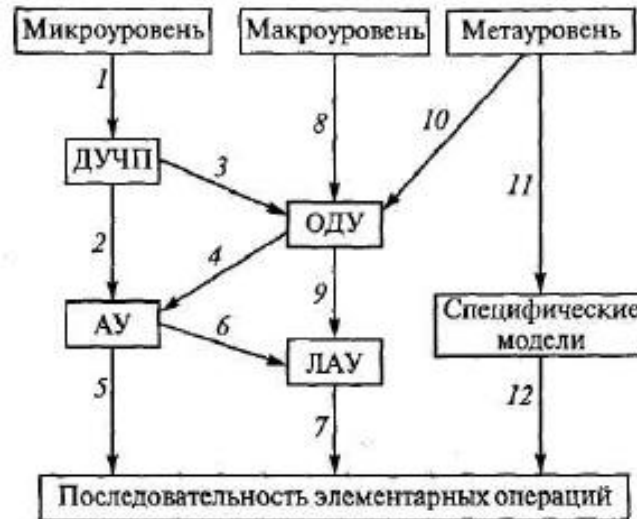 Микроуровень Макроуровень Метауровень
1
8
10
ДУЧП
3
11
ОДУ
2
4
9
АУ
6
Специфические
модели
ЛАУ
5
7
12
Последовательность элементарных операций